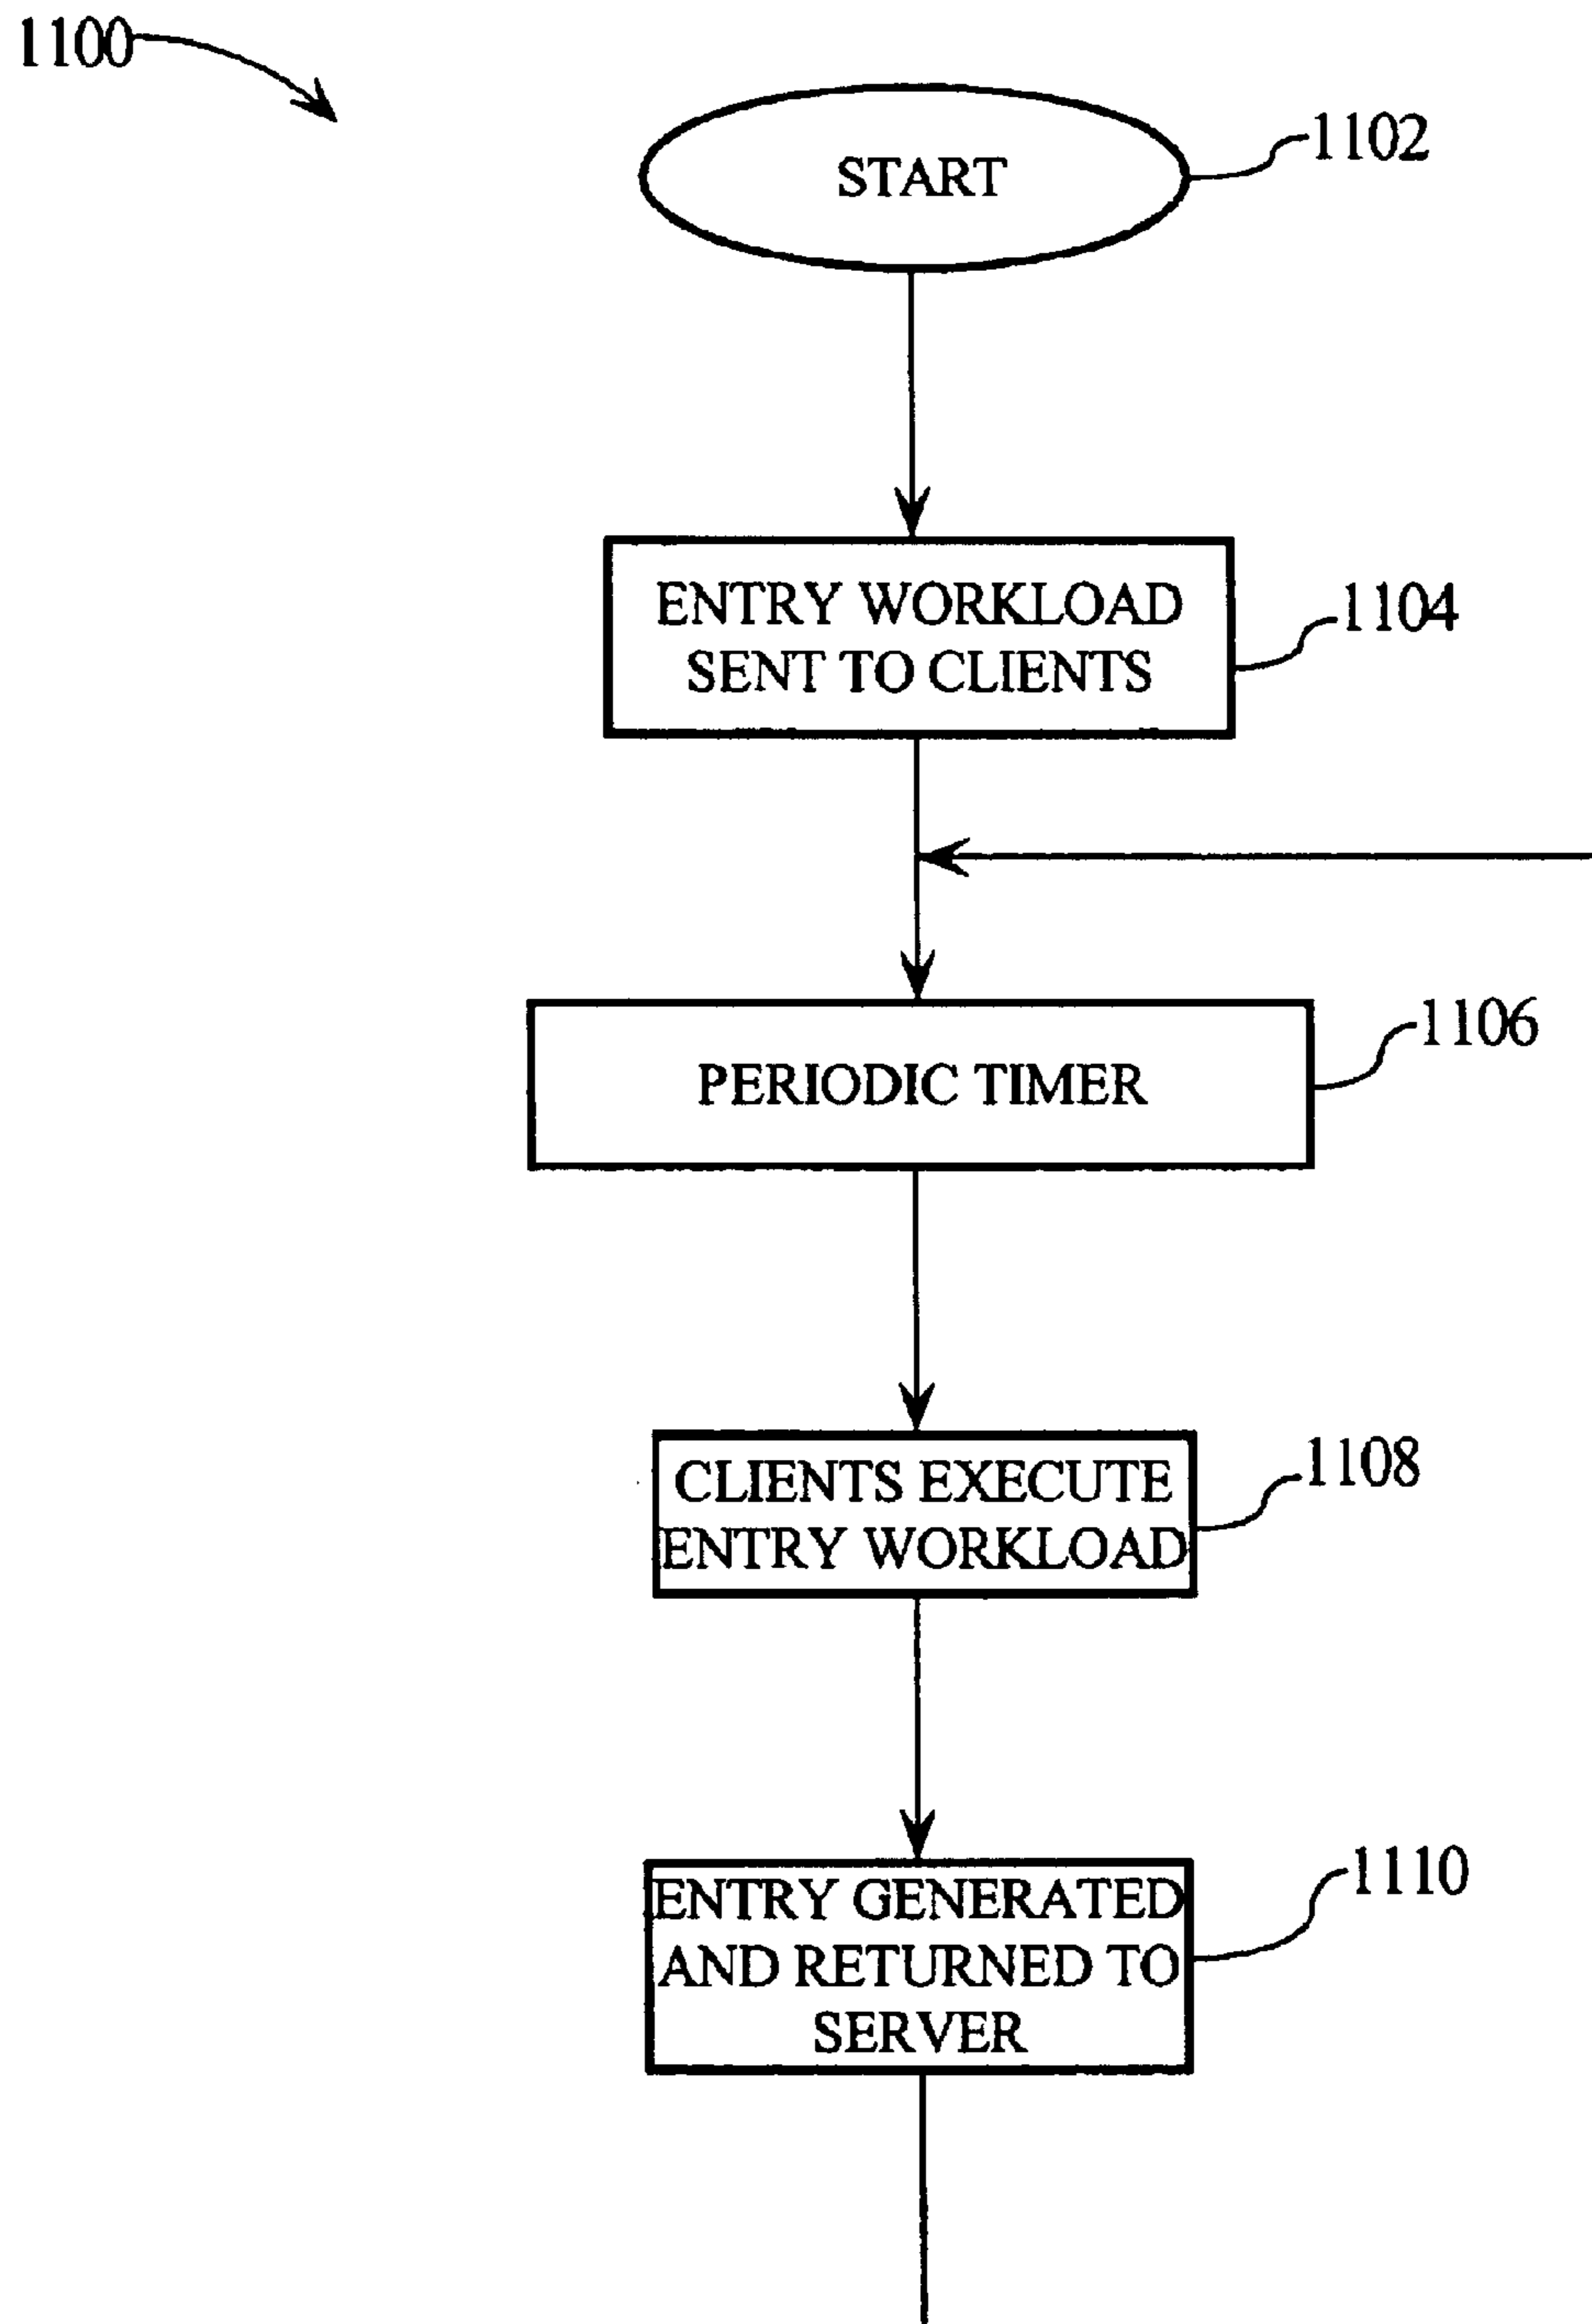 1100
START
1102
ENTRY WORKLOAD
SENT TO CLIENTS
1104
PERIODIC TIMER
1106
CLIENTS EXECUTE
ENTRY WORKLOAD
1108
ENTRY GENERATED
AND RETURNED TO
SERVER
1110